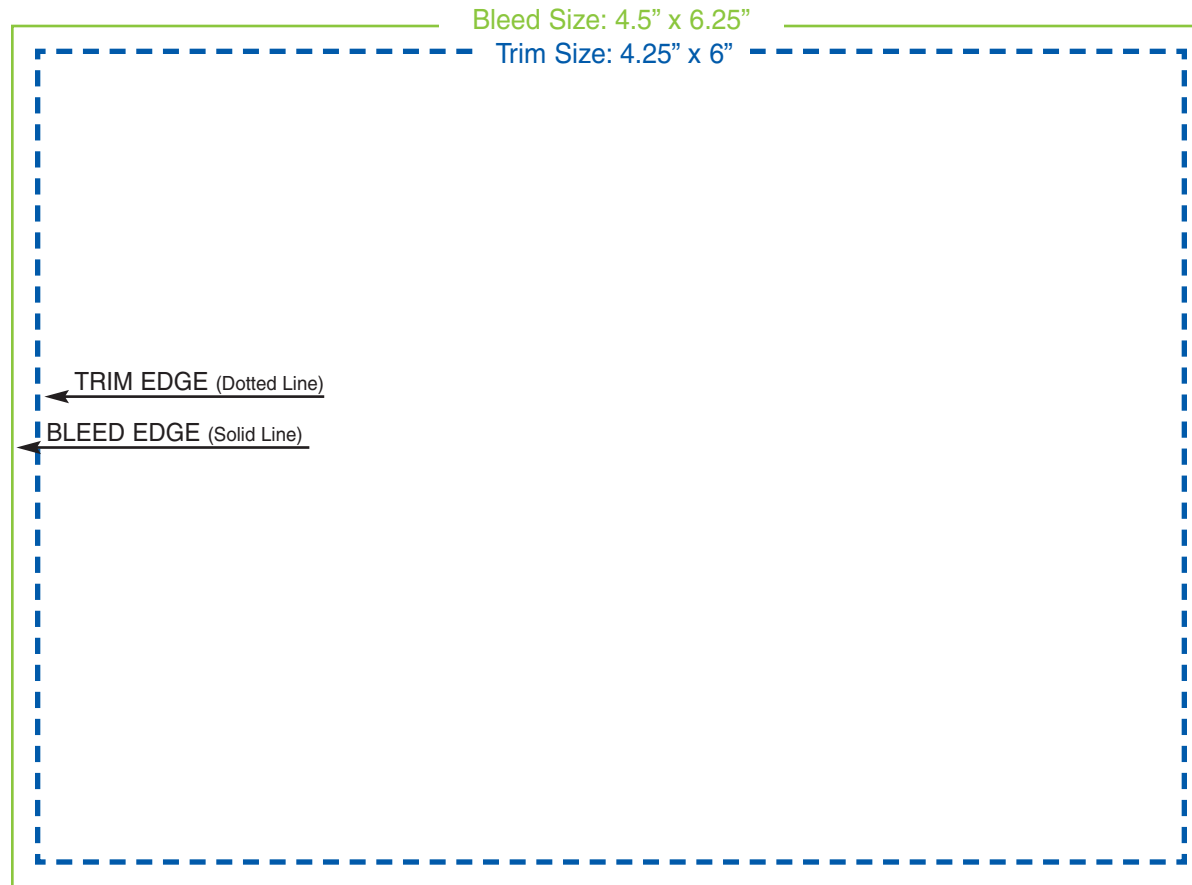 Bleed Size: 4.5” x 6.25”
Trim Size: 4.25” x 6”
TRIM EDGE (Dotted Line)
BLEED EDGE (Solid Line)